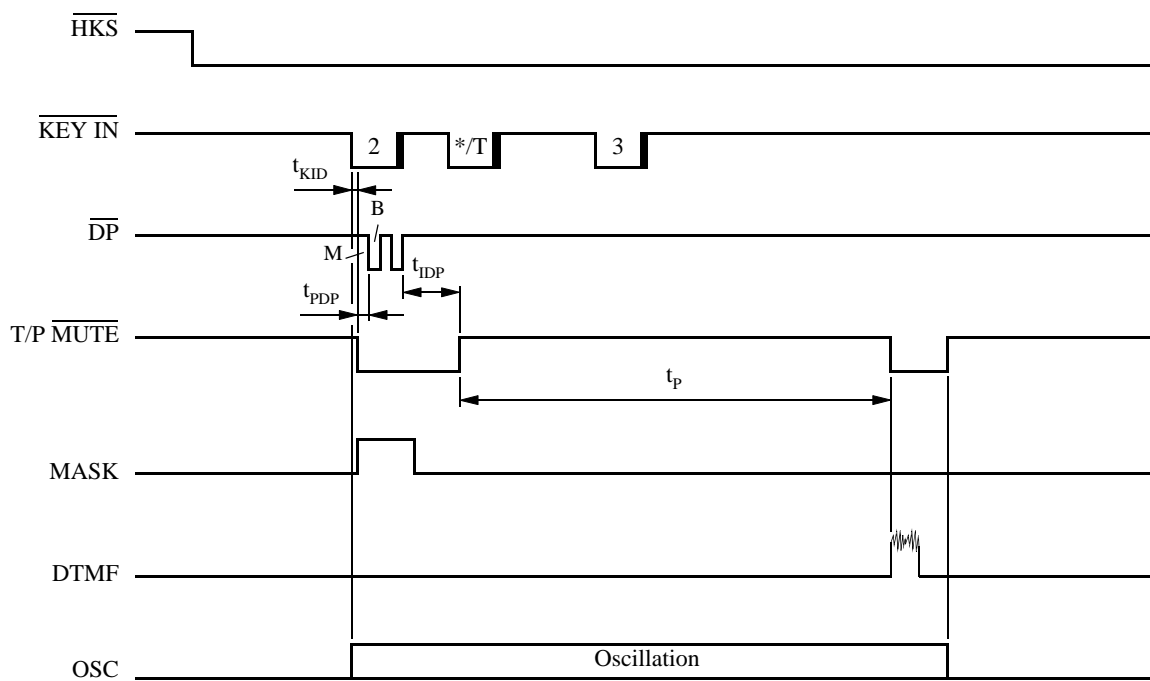 HKS
KEY IN
2
*/T
3
tKID
B
DP
M
tIDP
tPDP
T/P MUTE
tP
MASK
DTMF
Oscillation
OSC